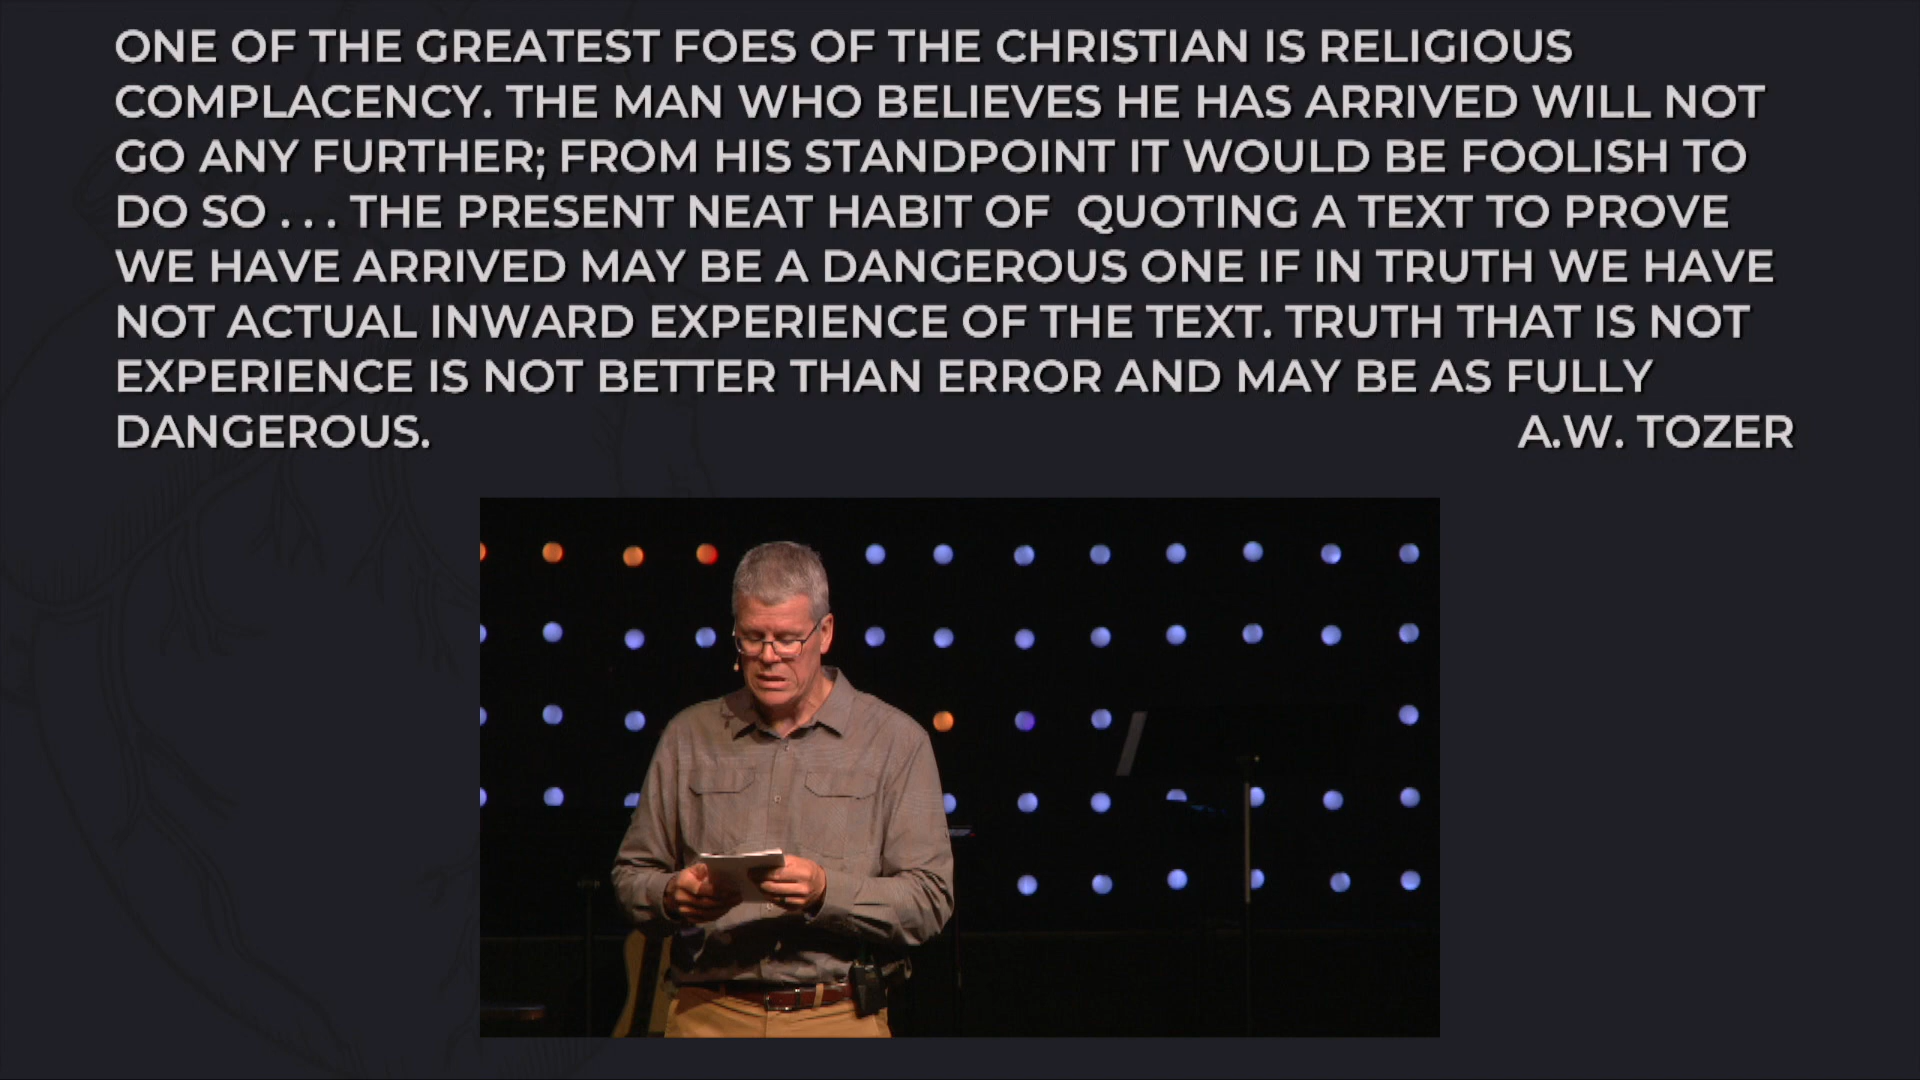 ONE OF THE GREATEST FOES OF THE CHRISTIAN IS RELIGIOUS
COMPLACENCY. THE MAN WHO BELIEVES HE HAS ARRIVED WILL NOT
GO ANY FURTHER; FROM HIS STANDPOINT IT WOULD BE FOOLISH TO
DO SO . . . THE PRESENT NEAT HABIT OF  QUOTING A TEXT TO PROVE
WE HAVE ARRIVED MAY BE A DANGEROUS ONE IF IN TRUTH WE HAVE
NOT ACTUAL INWARD EXPERIENCE OF THE TEXT. TRUTH THAT IS NOT
EXPERIENCE IS NOT BETTER THAN ERROR AND MAY BE AS FULLY
DANGEROUS. A.W. TOZER